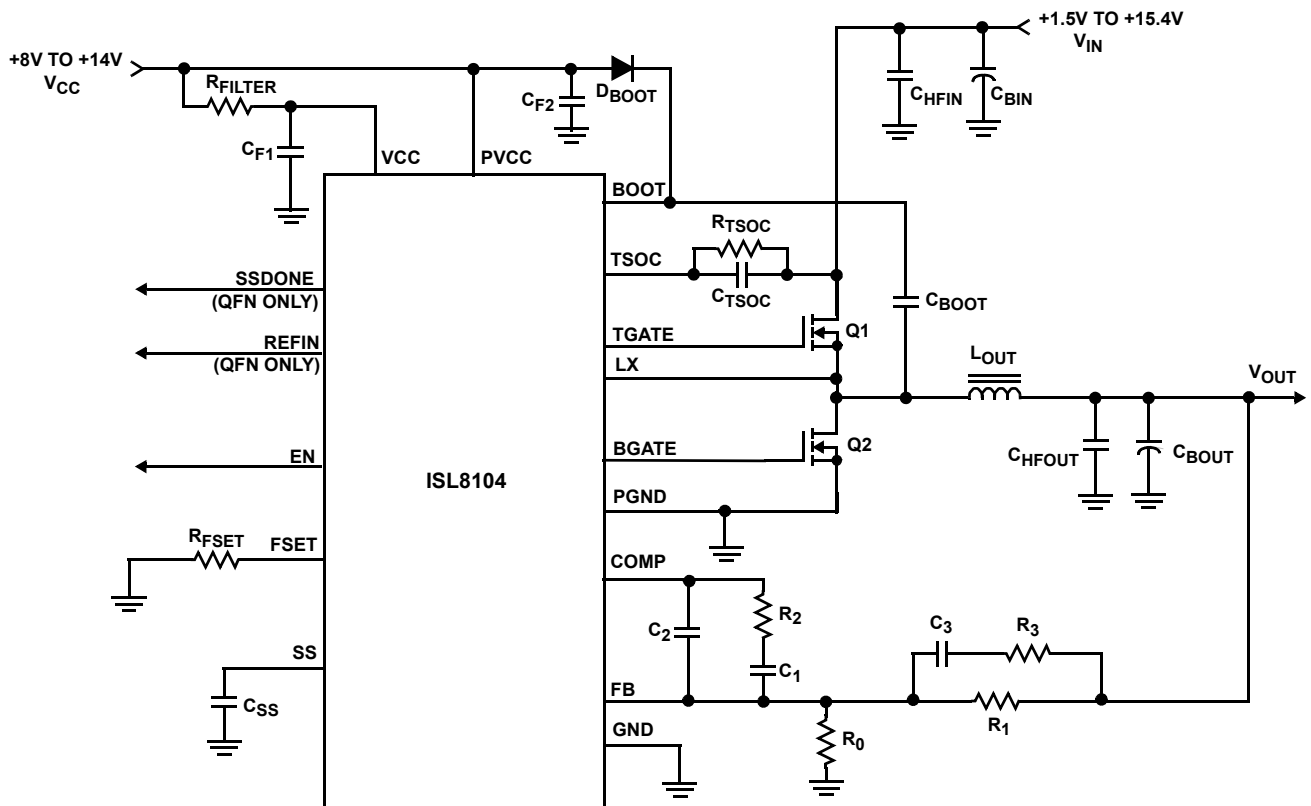 +1.5V TO +15.4V
VIN
+8V TO +14V
VCC
RFILTER
CF1
CF2
DBOOT
CHFIN
CBIN
VCC
PVCC
BOOT
RTSOC
TSOC
CTSOC
CBOOT
SSDONE
(QFN ONLY)
REFIN
(QFN ONLY)
TGATE
Q1
LX
LOUT
VOUT
EN
BGATE
Q2
CHFOUT
CBOUT
ISL8104
PGND
RFSET
FSET
COMP
C2
R2
C1
C3
R3
SS
CSS
FB
R1
R0
GND